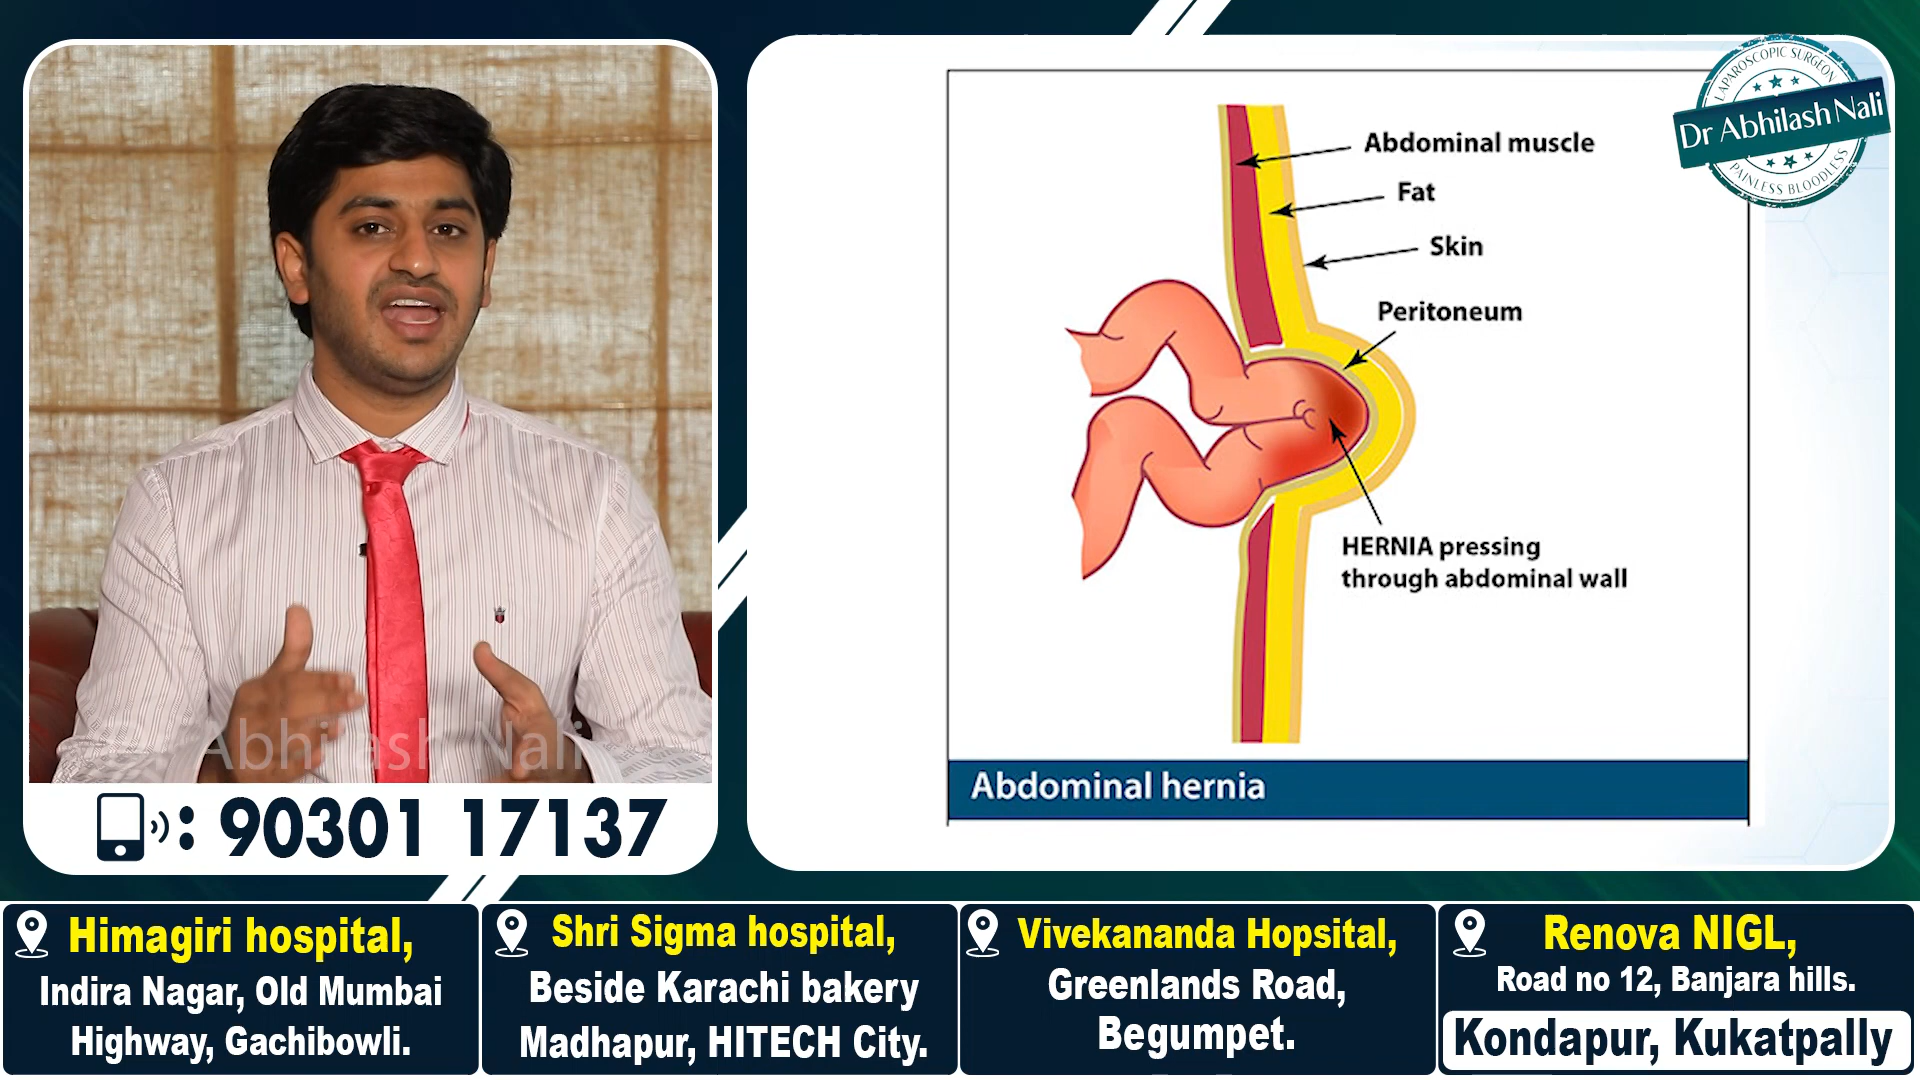 LAPAROSCOPIC SURGEON
Dr Abhilash Nali
PAINLESS BLOODLESS
Abdominal muscle
Fat
Skin
Peritoneum
HERNIA pressing
through abdominal wall
Abdominal hernia
Abhilash Nali
: 90301 17137
Himagiri hospital,
Indira Nagar, Old Mumbai
Highway, Gachibowli.
Shri Sigma hospital,
Beside Karachi bakery
Madhapur, HITECH City.
Vivekananda Hopsital,
Greenlands Road,
Begumpet.
Renova NIGL,
Road no 12, Banjara hills.
Kondapur, Kukatpally